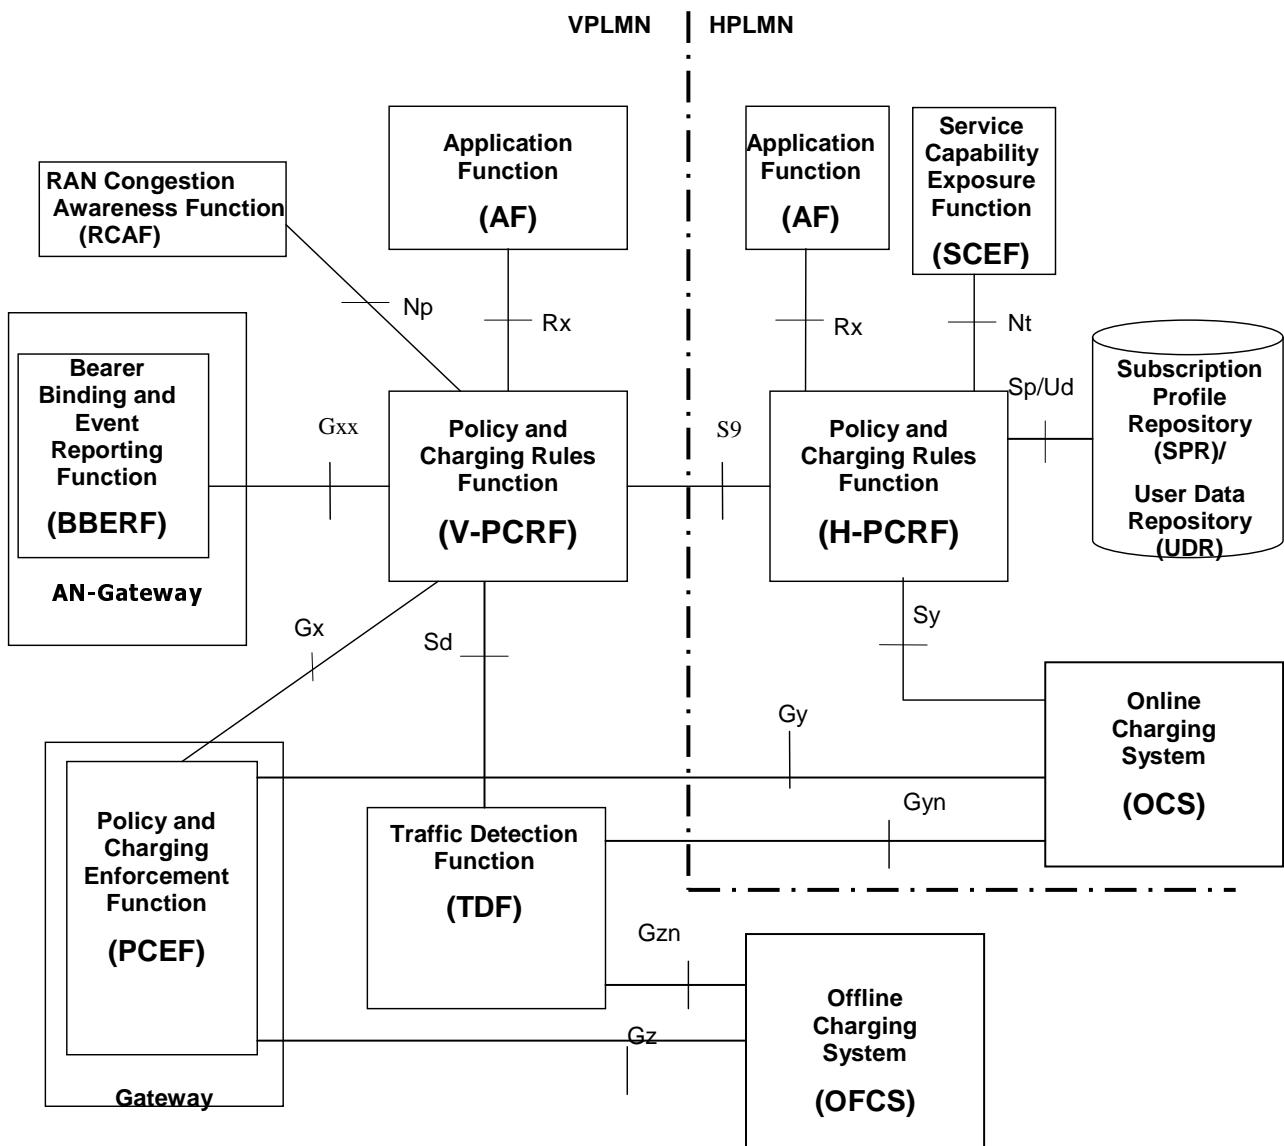 VPLMN
HPLMN
RAN Congestion
Awareness Function
(RCAF)
Application
Function
(AF)
Application
Function
(AF)
Service
Capability
Exposure
Function
(SCEF)
Np
Rx
Rx
Nt
Bearer
Binding and
Event
Reporting
Function
(BBERF)
AN-Gateway
Gxx
Policy and
Charging Rules
Function
(V-PCRF)
S9
Policy and
Charging Rules
Function
(H-PCRF)
Sp/Ud
Subscription
Profile
Repository
(SPR)/
User Data
Repository
(UDR)
Gx
Sd
Sy
Gy
Gyn
Online
Charging
System
(OCS)
Policy and
Charging
Enforcement
Function
(PCEF)
Gateway
Traffic Detection
Function
(TDF)
Gzn
Gz
Offline
Charging
System
(OFCS)